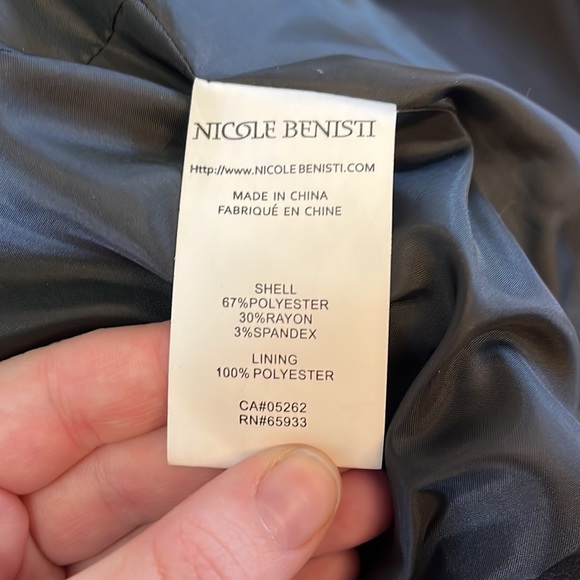 NICOLE BENISTI
Http://www.NICOLEBENISTI.COM
MADE IN CHINA
FABRIQUÉ EN CHINE
SHELL
67%POLYESTER
30%RAYON
3%SPANDEX
LINING
100% POLYESTER
CA#05262
RN#65933